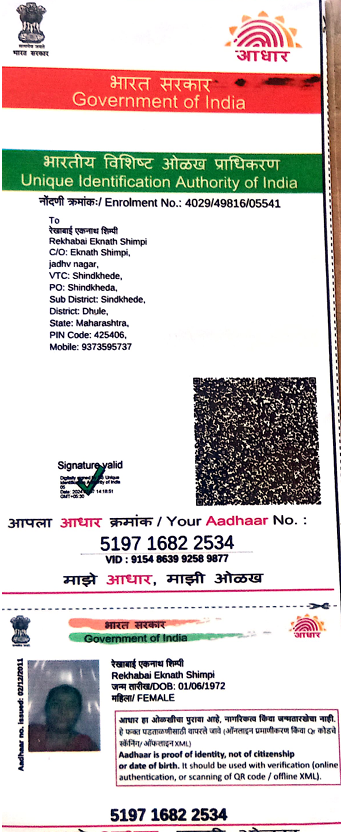 सत्यमेव जयते
भारत सरकार
आधार
भारत सरकार
Government of India
भारतीय विशिष्ट ओळख प्राधिकरण
Unique Identification Authority of India
नोंदणी क्रमांकः/ Enrolment No.: 4029/49816/05541
To
रेखाबाई एकनाथ शिम्पी
Rekhabai Eknath Shimpi
C/O: Eknath Shimpi,
jadhv nagar,
VTC: Shindkhede,
PO: Shindkheda,
Sub District: Sindkhede,
District: Dhule,
State: Maharashtra,
PIN Code: 425406,
Mobile: 9373595737
Signature valid
Digitally signed by Unique
Identification Authority of India
05
Date: 14:18:51
GMT+05:30
आपला आधार क्रमांक / Your Aadhaar No. :
5197 1682 2534
VID : 9154 8639 9258 9877
माझे आधार, माझी ओळख
भारत सरकार
Government of India
आधार
Aadhaar no. issued: 02/12/2011
रेखाबाई एकनाथ शिम्पी
Rekhabai Eknath Shimpi
जन्म तारीख/DOB: 01/06/1972
महिला/ FEMALE
आधार हा ओळखीचा पुरावा आहे, नागरिकत्व किंवा जन्मतारखेचा नाही.
हे फक्त पडताळणीसाठी वापरले जावे (ऑनलाइन प्रमाणीकरण किंवा QR कोडचे
स्कॅनिंग/ ऑफलाइन XML)
Aadhaar is proof of identity, not of citizenship
or date of birth. It should be used with verification (online
authentication, or scanning of QR code / offline XML).
5197 1682 2534